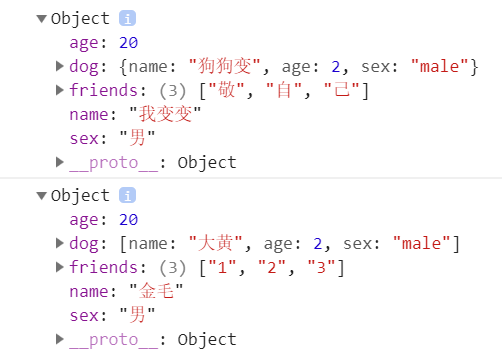 Object i
age: 20
dog: {name: "狗狗变", age: 2, sex: "male"}
friends: (3) ["敬", "自", "己"]
name: "我变变"
sex: "男"
__proto__: Object
Object i
age: 20
dog: [name: "大黄", age: 2, sex: "male"]
friends: (3) ["1", "2", "3"]
name: "金毛"
sex: "男"
__proto__: Object